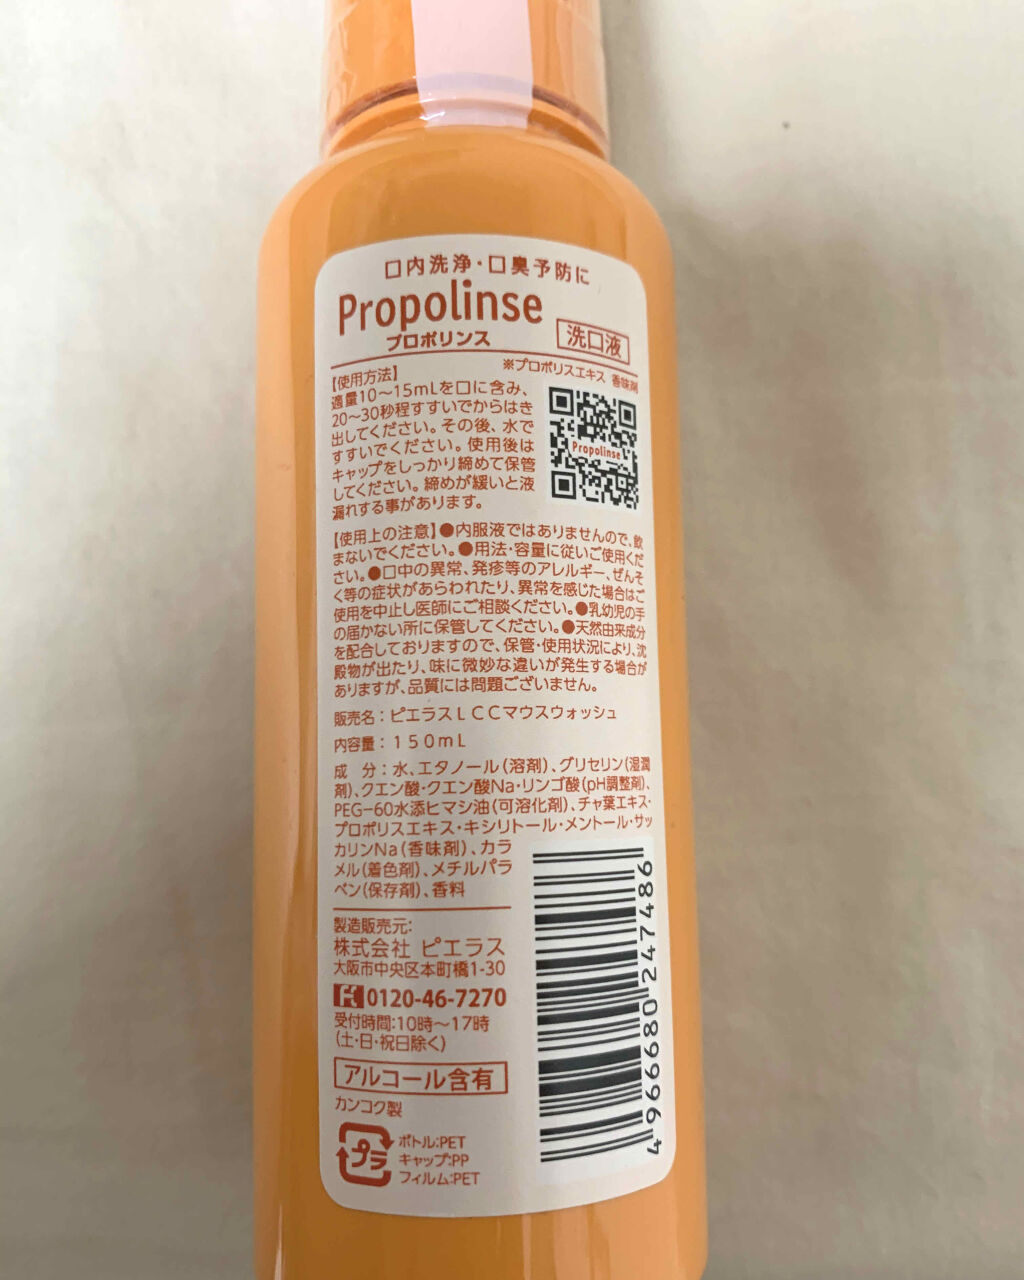 口内洗浄・口臭予防に
Propolinse
プロポリンス
洗口液
※プロポリスエキス 香味剤
【使用方法】
適量10～15mLを口に含み、
20～30秒程すすいでからはき
出してください。その後、水で
すすいでください。使用後は
キャップをしっかり締めて保管
してください。締めが緩いと液
漏れする事があります。
Propolinse
【使用上の注意】●内服液ではありませんので、飲
まないでください。●用法・容量に従いご使用くだ
さい。●口中の異常、発疹等のアレルギー、ぜんそ
く等の症状があらわれたり、異常を感じた場合はご
使用を中止し医師にご相談ください。●乳幼児の手
の届かない所に保管してください。●天然由来成分
を配合しておりますので、保管・使用状況により、沈
殿物が出たり、味に微妙な違いが発生する場合が
ありますが、品質には問題ございません。
販売名：ピエラスＬＣＣマウスウォッシュ
内容量：１５０ｍＬ
成　分：水、エタノール（溶剤）、グリセリン（湿潤
剤）、クエン酸・クエン酸Na・リンゴ酸（pH調整剤）、
PEG−60水添ヒマシ油（可溶化剤）、チャ葉エキス・
プロポリスエキス・キシリトール・メントール・サッ
カリンNa（香味剤）、カラ
メル（着色剤）、メチルパラ
ベン（保存剤）、香料
製造販売元：
株式会社 ピエラス
大阪市中央区本町橋1-30
0120-46-7270
受付時間：10時～17時
（土・日・祝日除く）
アルコール含有
カンコク製
プラ
ボトル：PET
キャップ：PP
フィルム：PET
4 966680 247486